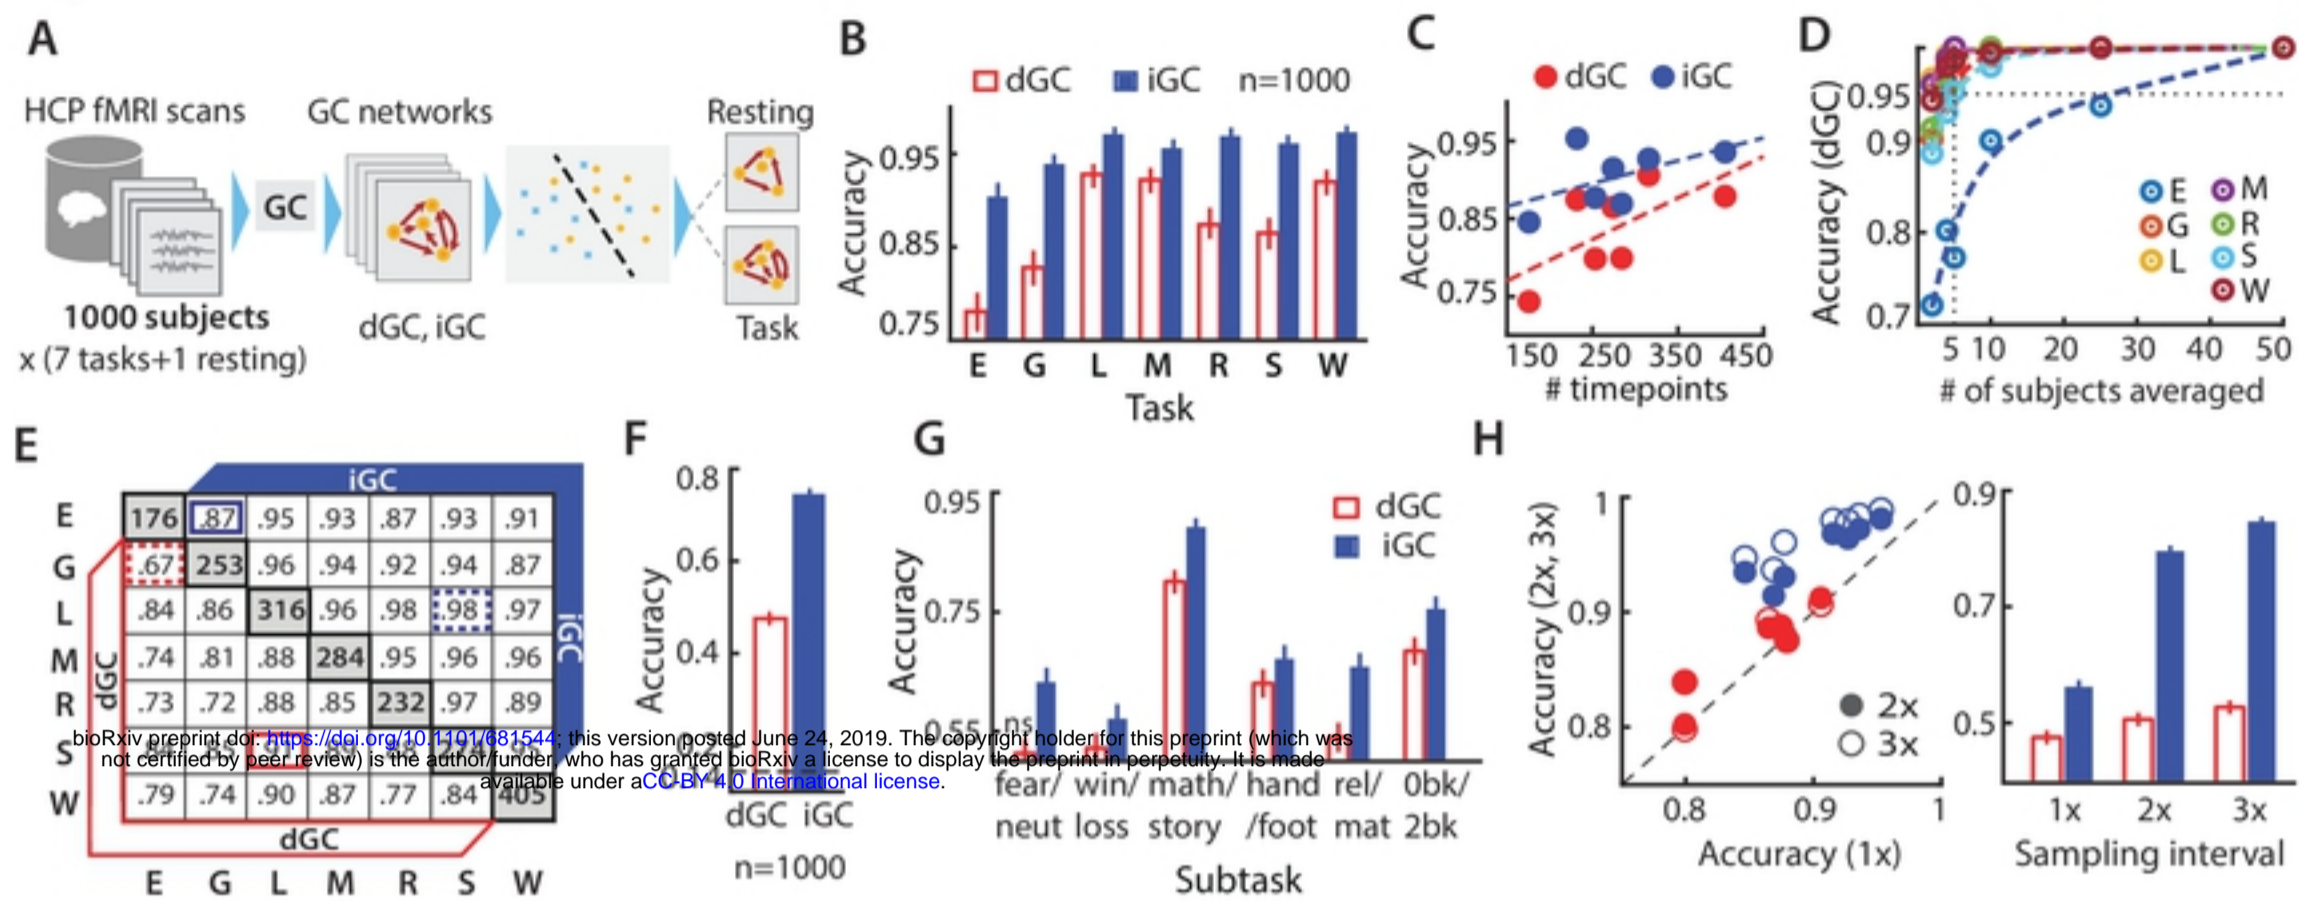 A
HCP fMRI scans
GC networks
Resting
GC
1000 subjects
x (7 tasks+1 resting)
dGC, iGC
Task
B
dGC iGC n=1000
Accuracy
0.95
0.85
0.75
E G L M R S W
Task
C
dGC iGC
Accuracy
0.95
0.85
0.75
150 250 350 450
# timepoints
D
Accuracy (dGC)
0.95
0.9
0.8
0.7
E M
G R
L S
W
5 10 20 30 40 50
# of subjects averaged
E
iGC
E 176 .87 .95 .93 .87 .93 .91
G .67 253 .96 .94 .92 .94 .87
L .84 .86 316 .96 .98 .98 .97
M .74 .81 .88 284 .95 .96 .96
R .73 .72 .88 .85 232 .97 .89
S
W .79 .74 .90 .87 .77 .84 405
iGC
dGC
dGC
E G L M R S W
F
Accuracy
0.8
0.6
0.4
dGC iGC
n=1000
G
dGC
iGC
Accuracy
0.95
0.75
0.55
ns
fear/ win/ math/ hand rel/ 0bk/
neut loss story /foot mat 2bk
Subtask
H
Accuracy (2x, 3x)
1
0.9
0.8
2x
3x
0.8 0.9 1
Accuracy (1x)
0.9
0.7
0.5
1x 2x 3x
Sampling interval
bioRxiv preprint doi: https://doi.org/10.1101/681544; this version posted June 24, 2019. The copyright holder for this preprint (which was
not certified by peer review) is the author/funder, who has granted bioRxiv a license to display the preprint in perpetuity. It is made
available under aCC-BY 4.0 International license.